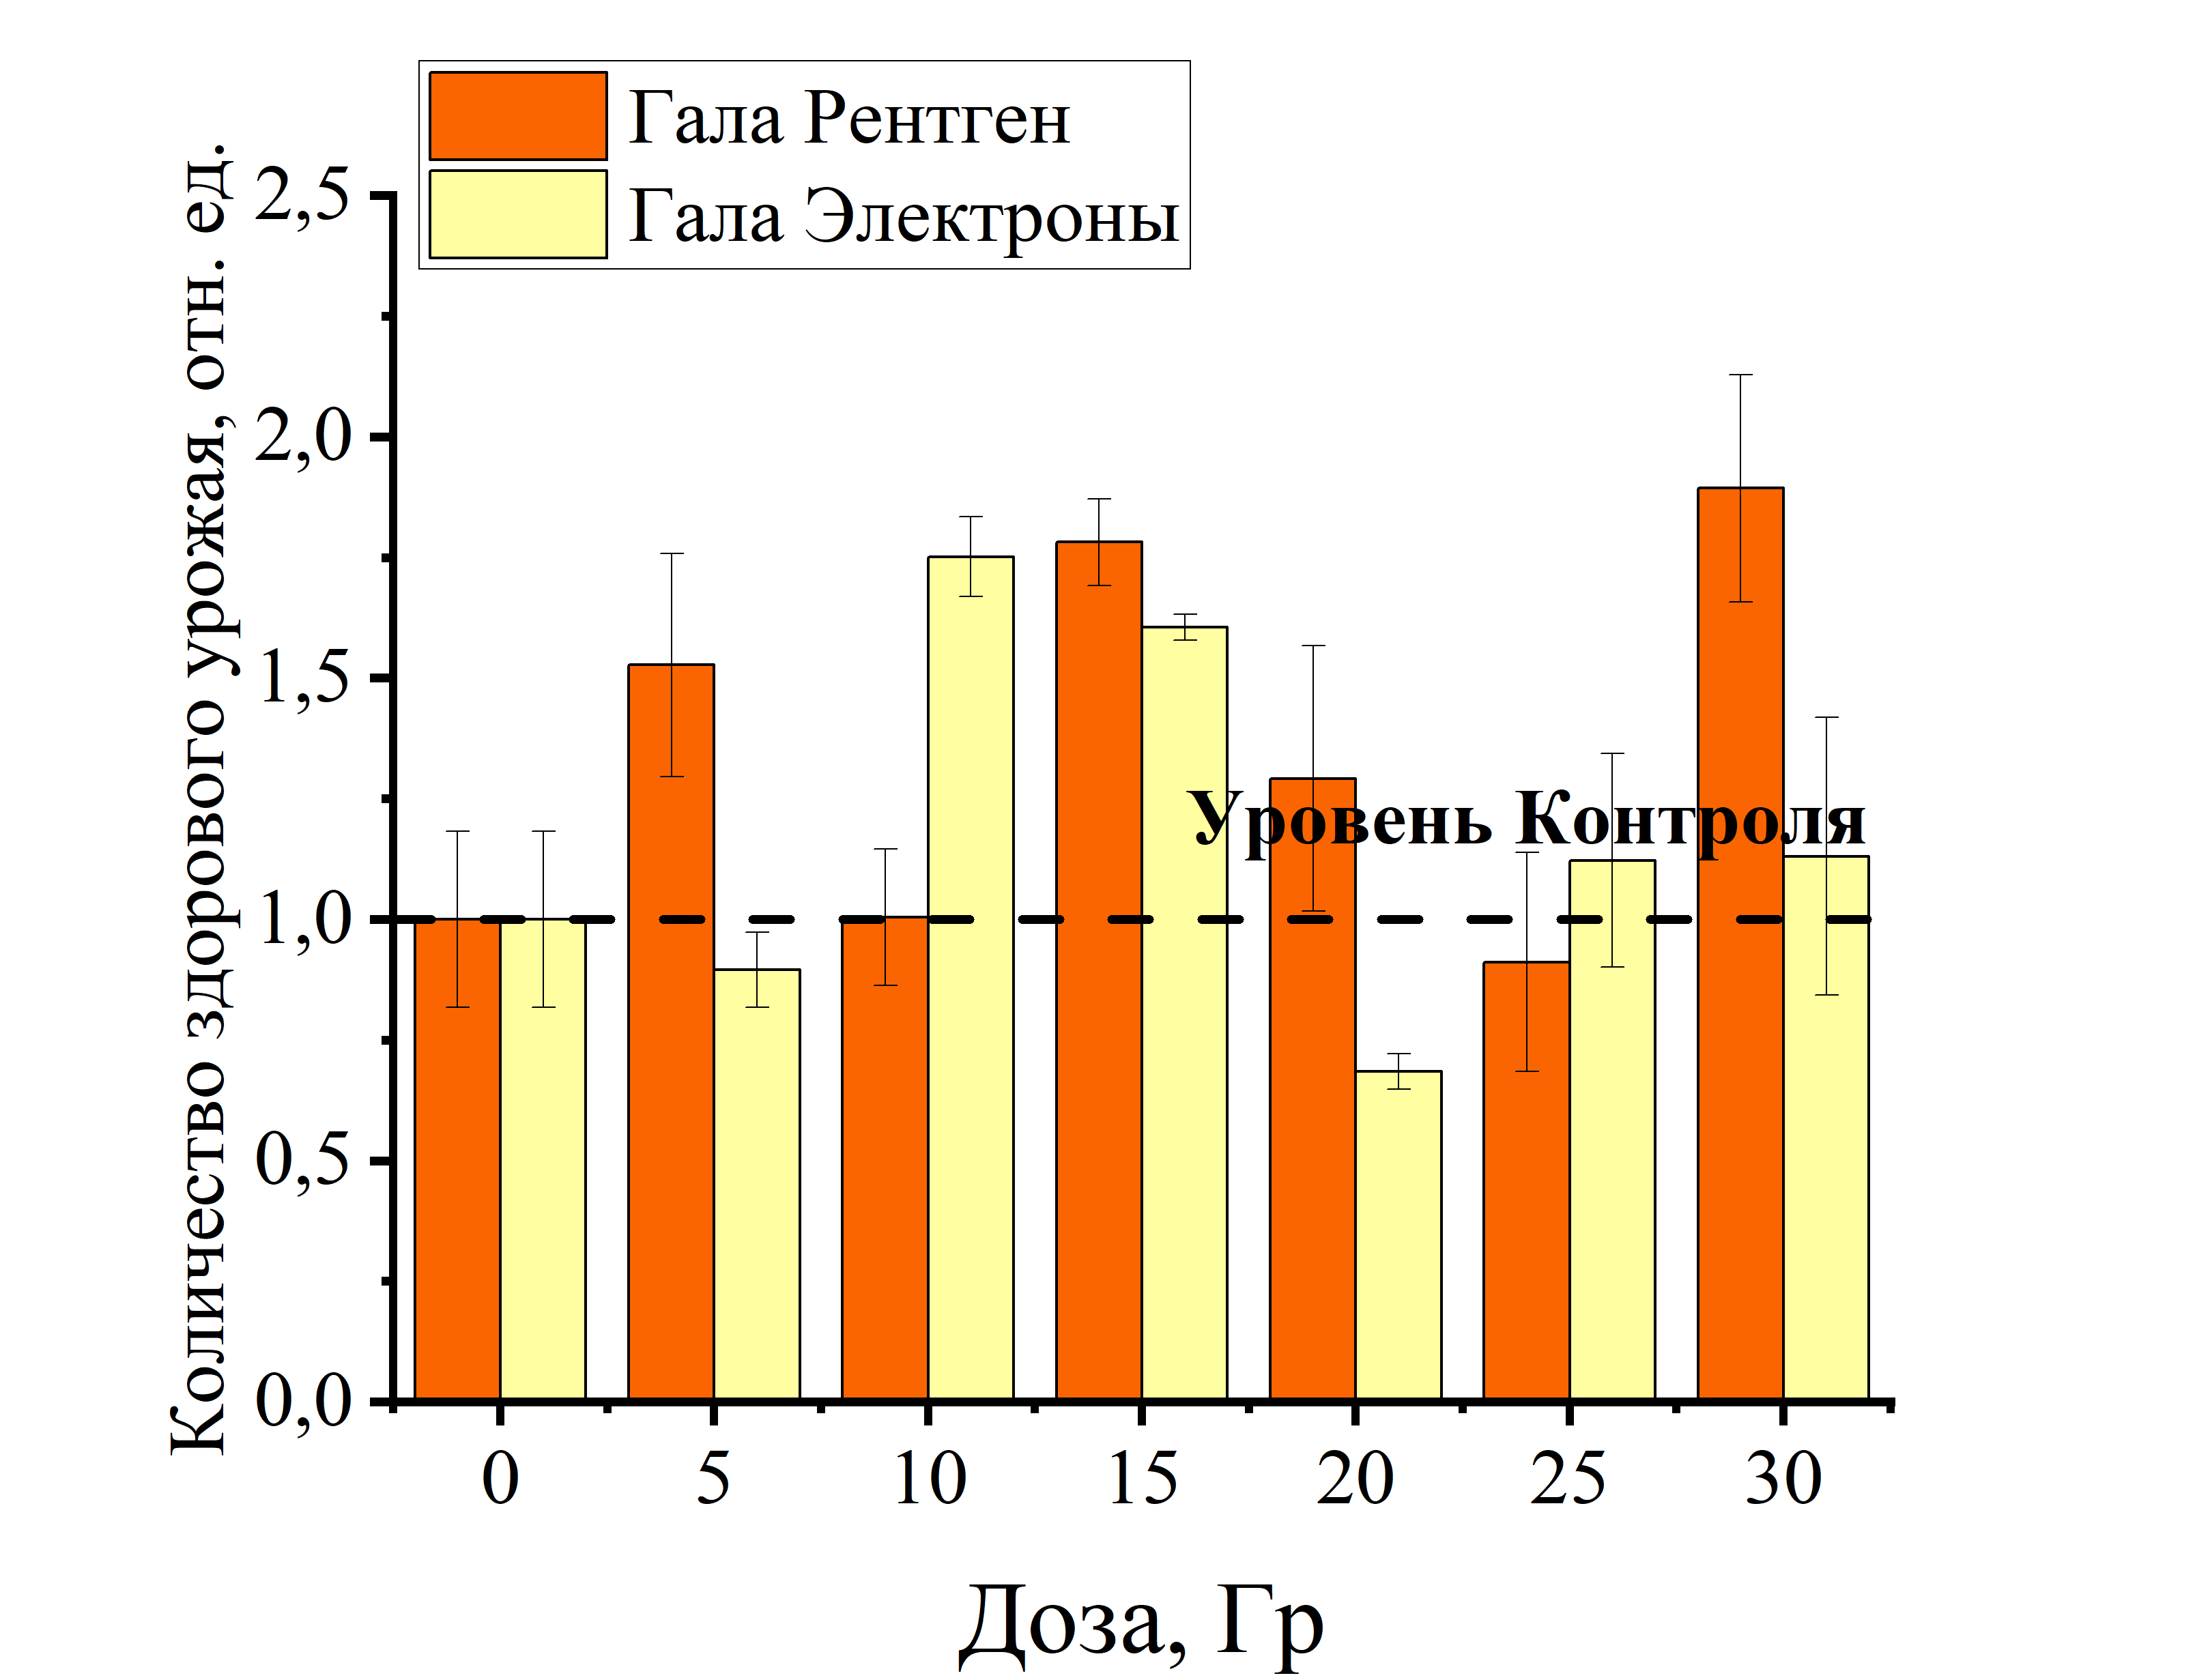 Гала Рентген
Гала Электроны
Количество здорового урожая, отн. ед.
2,5
2,0
1,5
1,0
0,5
0,0
Уровень Контроля
0 5 10 15 20 25 30
Доза, Гр